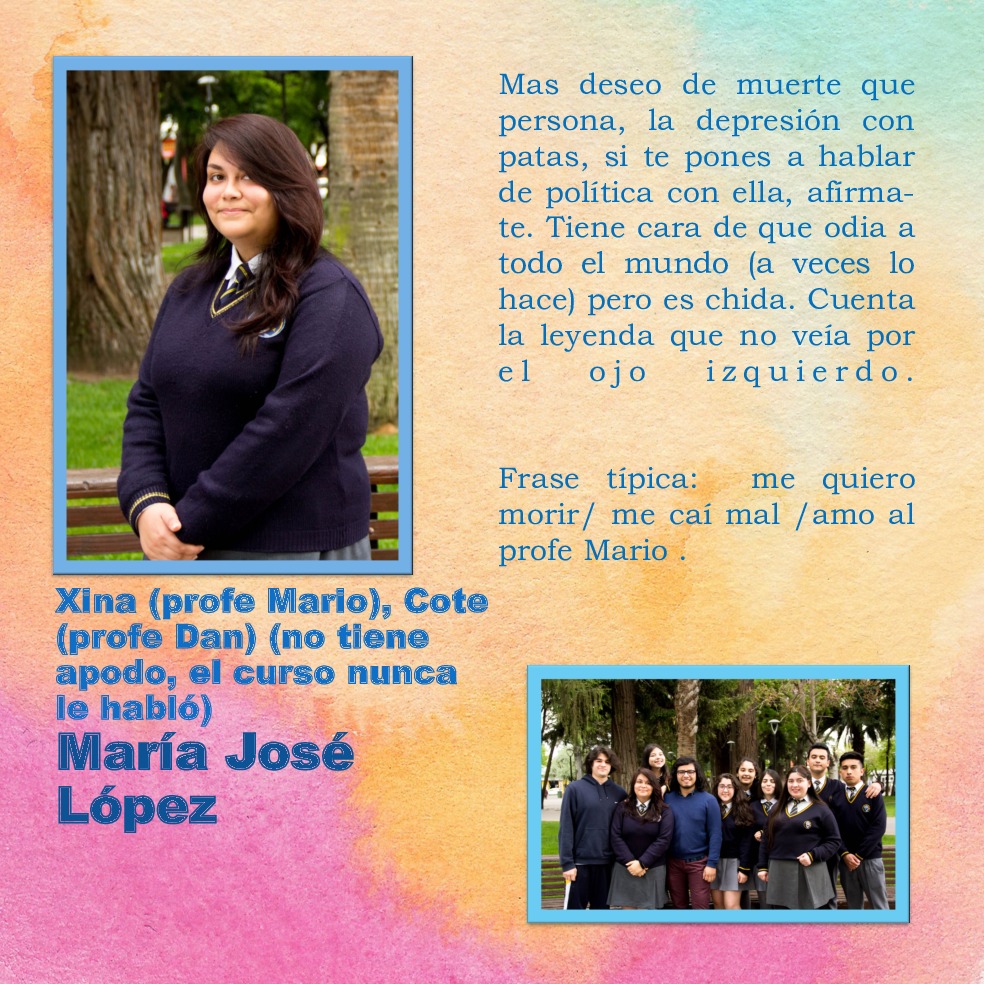 Mas deseo de muerte que
persona, la depresión con
patas, si te pones a hablar
de política con ella, afirma-
te. Tiene cara de que odia a
todo el mundo (a veces lo
hace) pero es chida. Cuenta
la leyenda que no veía por
el ojo izquierdo.
Frase típica: me quiero
morir/ me caí mal /amo al
profe Mario .
Xina (profe Mario), Cote
(profe Dan) (no tiene
apodo, el curso nunca
le habló)
María José
López